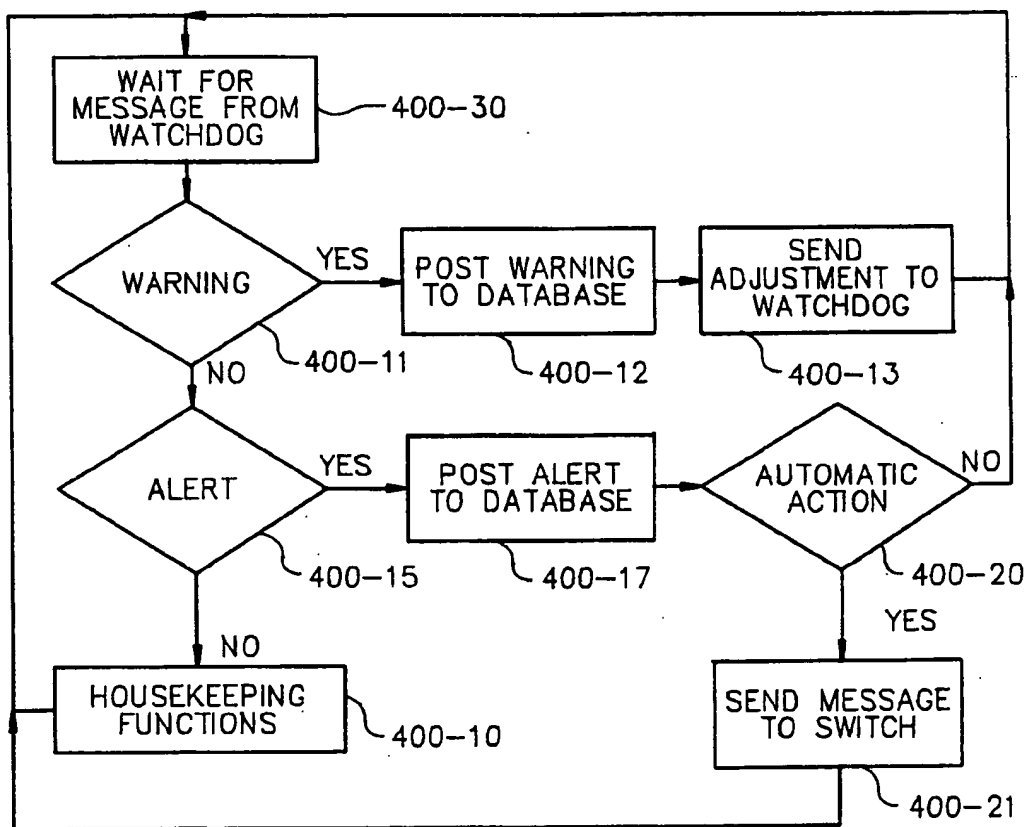 WAIT FOR
MESSAGE FROM
WATCHDOG
400-30
WARNING
YES
POST WARNING
TO DATABASE
SEND
ADJUSTMENT TO
WATCHDOG
400-11
NO
400-12
400-13
ALERT
YES
POST ALERT
TO DATABASE
AUTOMATIC
ACTION
NO
400-15
400-17
400-20
NO
YES
HOUSEKEEPING
FUNCTIONS
400-10
SEND MESSAGE
TO SWITCH
400-21